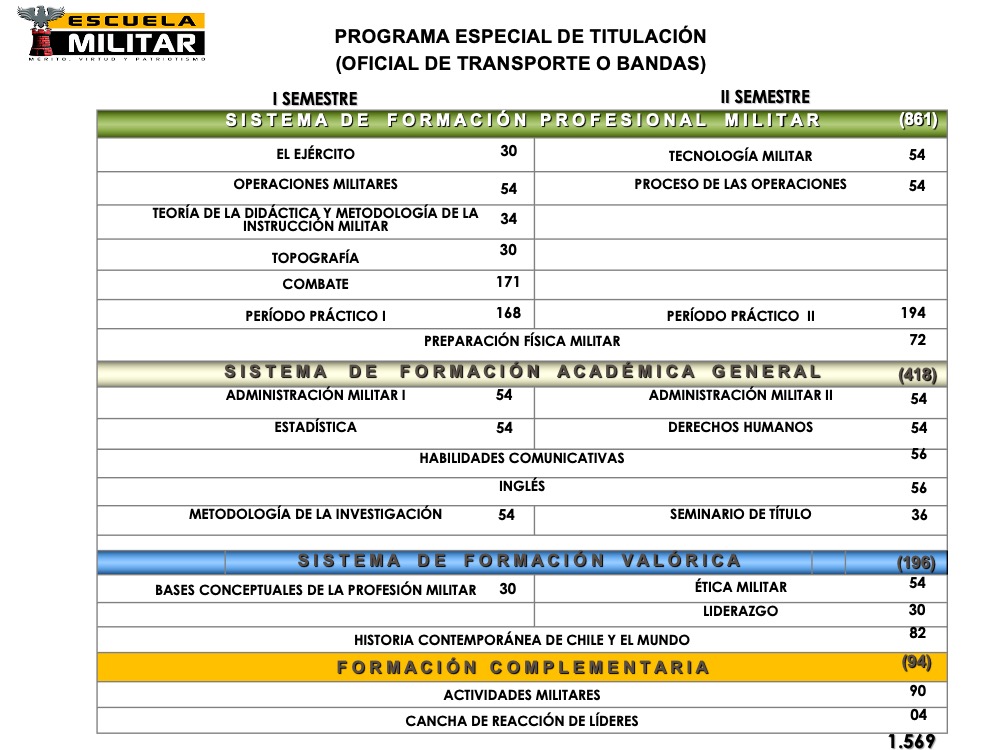 ESCUELA
MILITAR
MÉRITO, VIRTUD Y PATRIOTISMO
PROGRAMA ESPECIAL DE TITULACIÓN
(OFICIAL DE TRANSPORTE O BANDAS)
I SEMESTRE II SEMESTRE
SISTEMA DE FORMACIÓN PROFESIONAL MILITAR (861)
EL EJÉRCITO 30 TECNOLOGÍA MILITAR 54
OPERACIONES MILITARES 54 PROCESO DE LAS OPERACIONES 54
TEORÍA DE LA DIDÁCTICA Y METODOLOGÍA DE LA
INSTRUCCIÓN MILITAR 34
TOPOGRAFÍA 30
COMBATE 171
PERÍODO PRÁCTICO I 168 PERÍODO PRÁCTICO II 194
PREPARACIÓN FÍSICA MILITAR 72
SISTEMA DE FORMACIÓN ACADÉMICA GENERAL (418)
ADMINISTRACIÓN MILITAR I 54 ADMINISTRACIÓN MILITAR II 54
ESTADÍSTICA 54 DERECHOS HUMANOS 54
HABILIDADES COMUNICATIVAS 56
INGLÉS 56
METODOLOGÍA DE LA INVESTIGACIÓN 54 SEMINARIO DE TÍTULO 36
SISTEMA DE FORMACIÓN VALÓRICA (196)
BASES CONCEPTUALES DE LA PROFESIÓN MILITAR 30 ÉTICA MILITAR 54
LIDERAZGO 30
HISTORIA CONTEMPORÁNEA DE CHILE Y EL MUNDO 82
FORMACIÓN COMPLEMENTARIA (94)
ACTIVIDADES MILITARES 90
CANCHA DE REACCIÓN DE LÍDERES 04
1.569